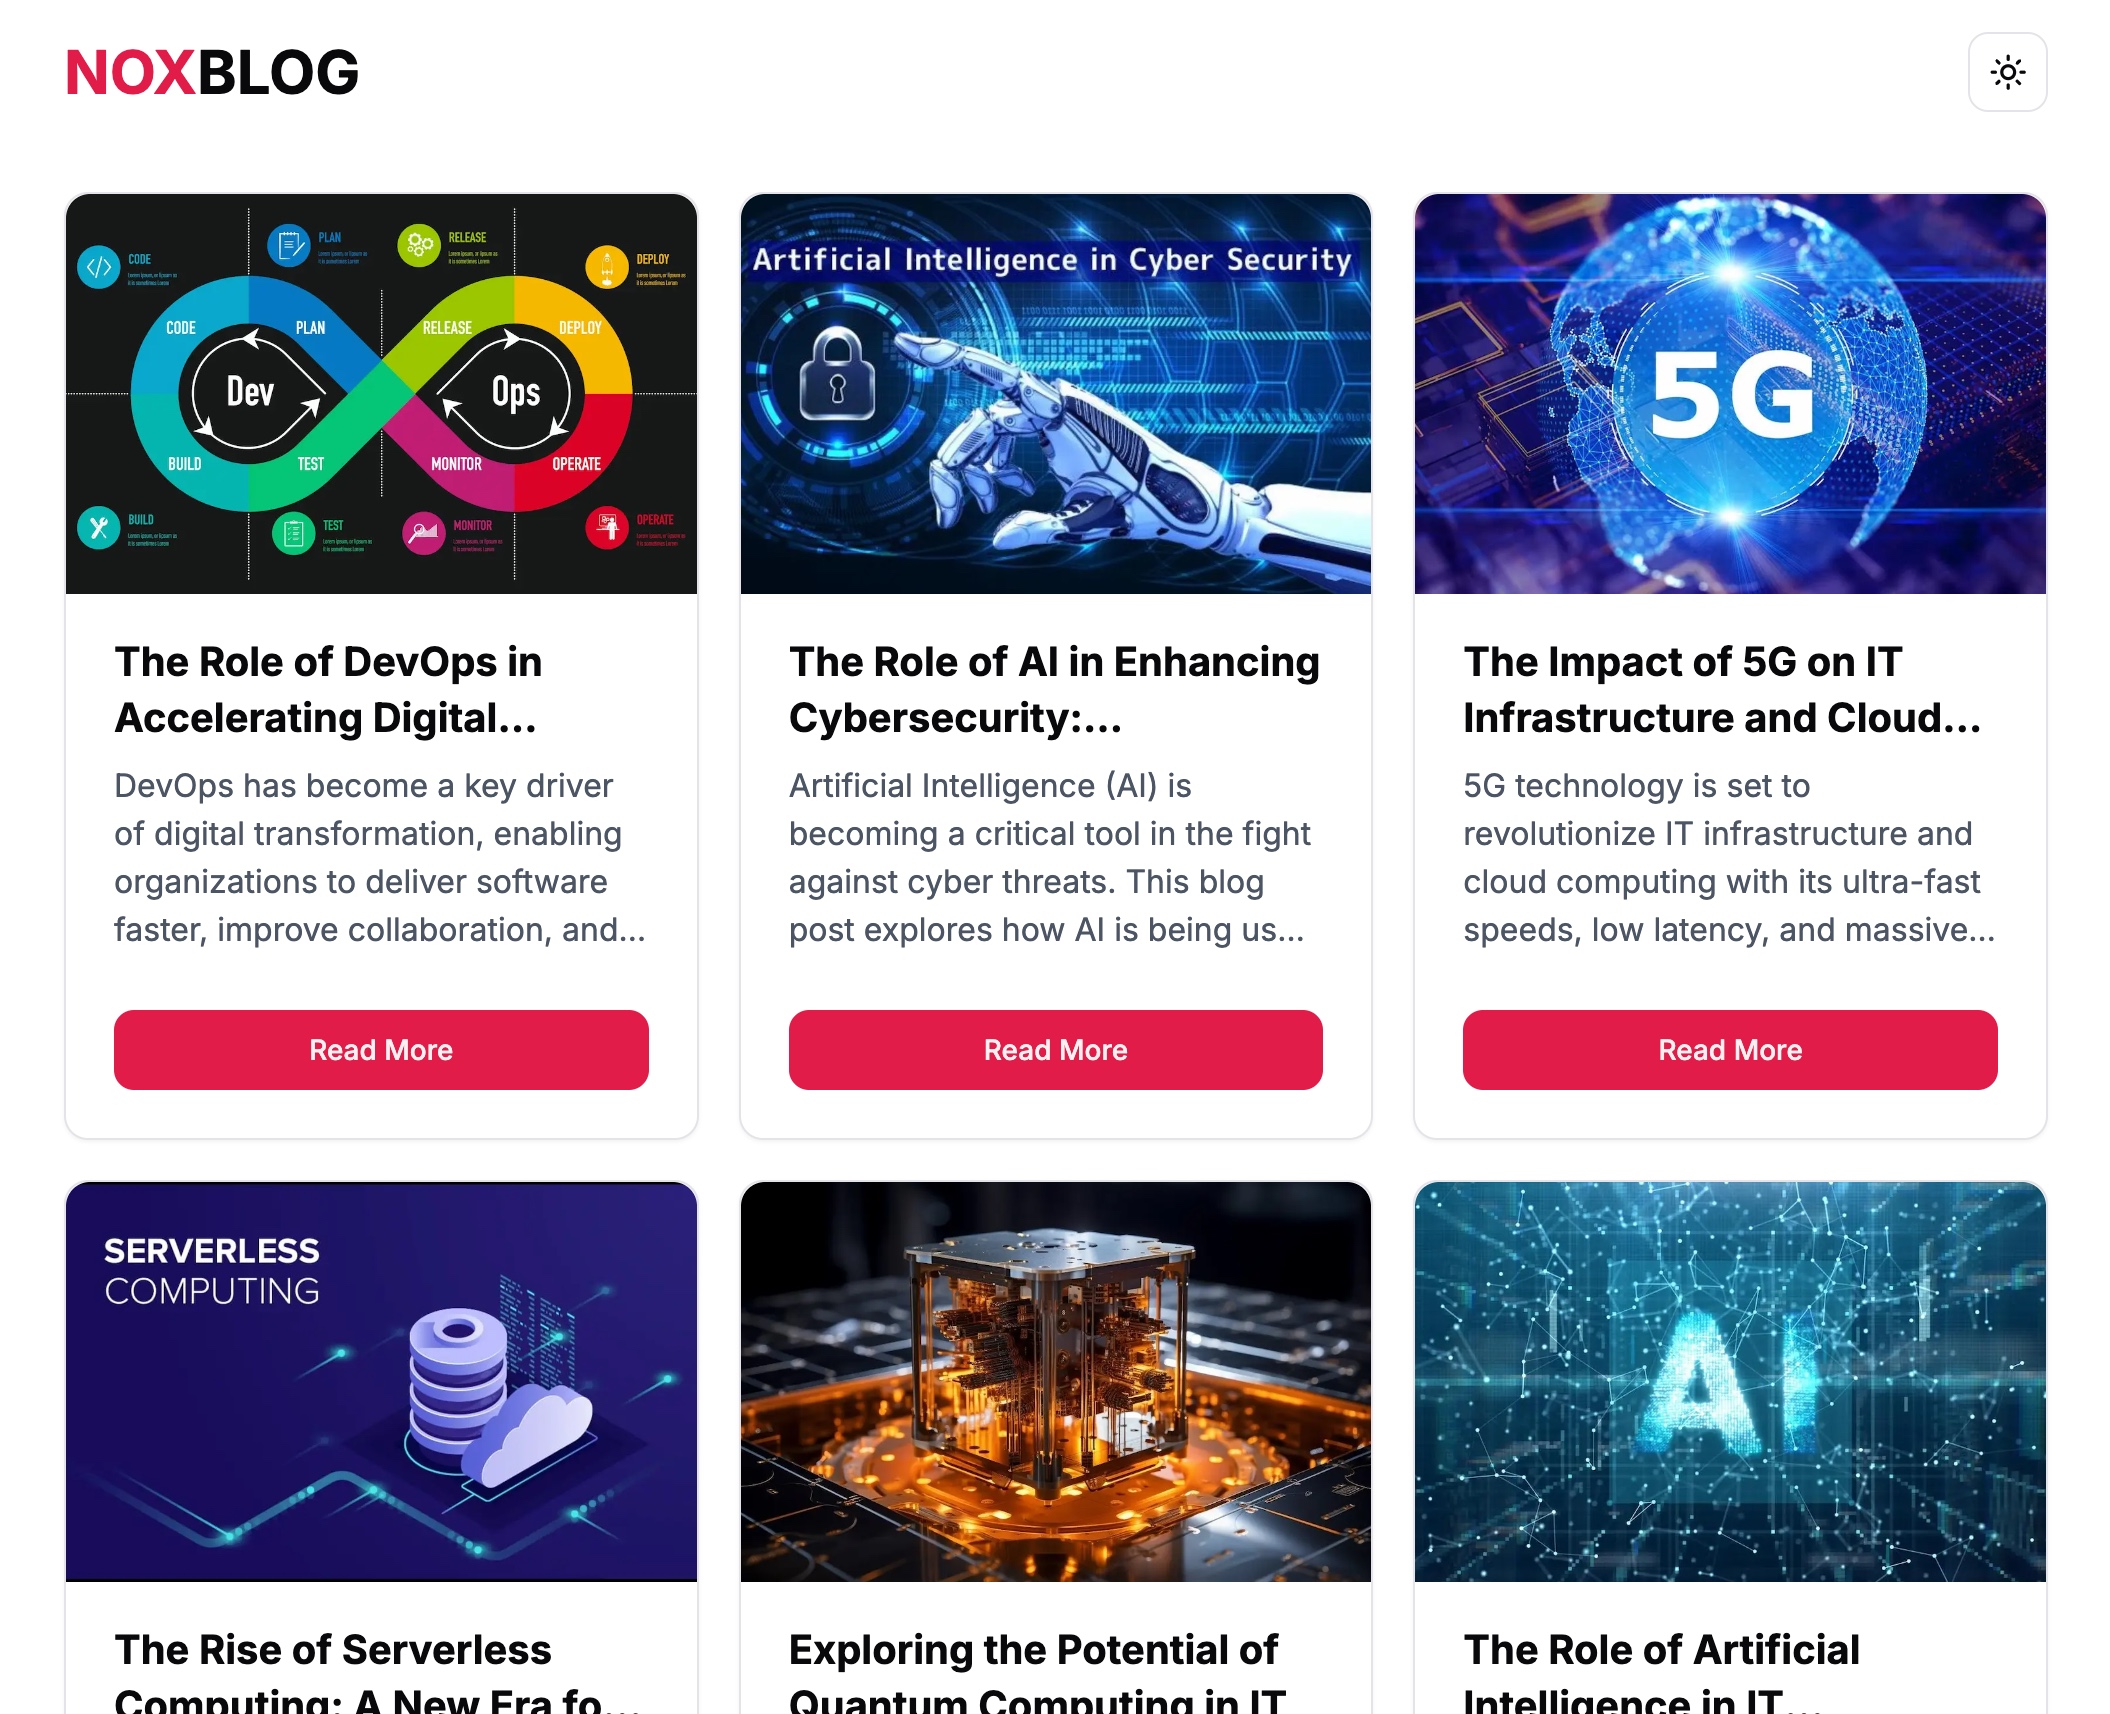 NOXBLOG
CODE
PLAN
RELEASE
DEPLOY
CODE
PLAN
RELEASE
DEPLOY
Dev
Ops
BUILD
TEST
MONITOR
OPERATE
BUILD
TEST
MONITOR
OPERATE
Artificial Intelligence in Cyber Security
5G
The Role of DevOps in
Accelerating Digital...
DevOps has become a key driver
of digital transformation, enabling
organizations to deliver software
faster, improve collaboration, and...
Read More
The Role of AI in Enhancing
Cybersecurity:...
Artificial Intelligence (AI) is
becoming a critical tool in the fight
against cyber threats. This blog
post explores how AI is being us...
Read More
The Impact of 5G on IT
Infrastructure and Cloud...
5G technology is set to
revolutionize IT infrastructure and
cloud computing with its ultra-fast
speeds, low latency, and massive...
Read More
SERVERLESS
COMPUTING
AI
The Rise of Serverless
Computing: A New Era fo...
Exploring the Potential of
Quantum Computing in IT
The Role of Artificial
Intelligence in IT...